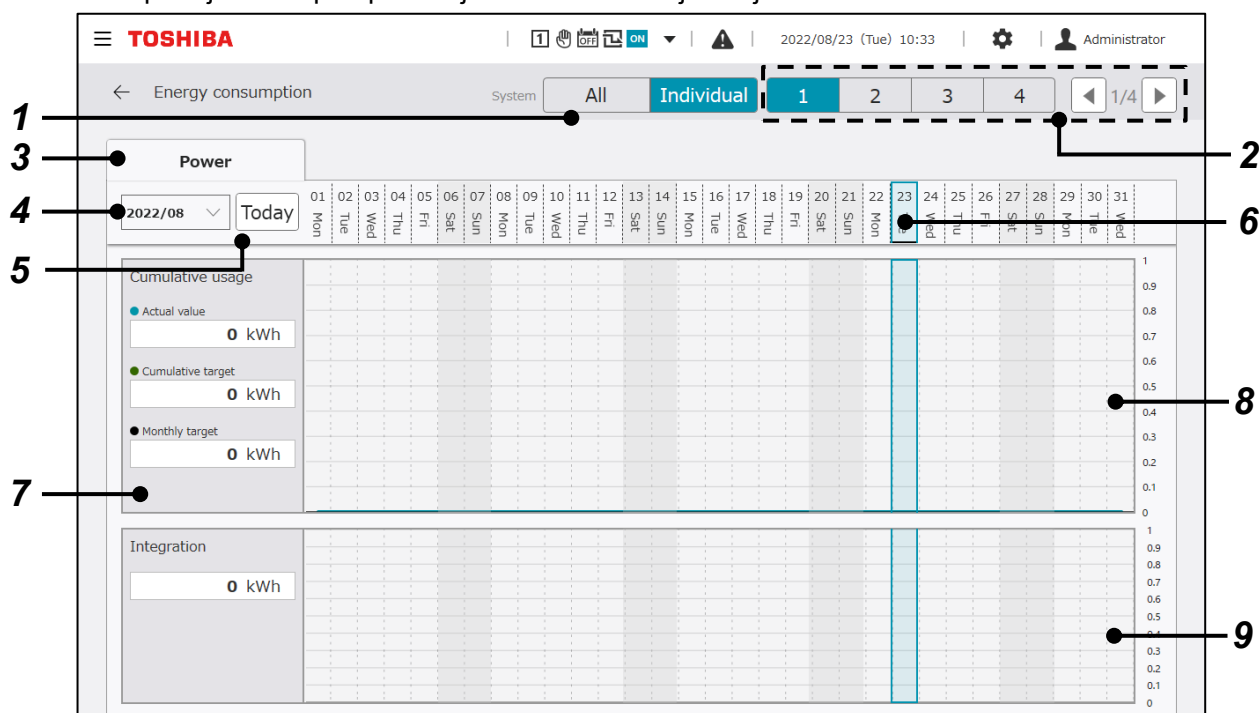 TOSHIBA 1 OFF ON 2022/08/23 (Tue) 10:33 Administrator
← Energy consumption System All Individual 1 2 3 4 1/4
1
2
3
Power
4
2022/08 Today
01 02 03 04 05 06 07 08 09 10 11 12 13 14 15 16 17 18 19 20 21 22 23 24 25 26 27 28 29 30 31
Mon Tue Wed Thu Fri Sat Sun Mon Tue Wed Thu Fri Sat Sun Mon Tue Wed Thu Fri Sat Sun Mon Wed Thu Fri Sat Sun Mon Tue Wed
6
5
Cumulative usage
Actual value
0 kWh
Cumulative target
0 kWh
Monthly target
0 kWh
7
1
0.9
0.8
0.7
0.6
0.5
0.4
0.3
0.2
0.1
0
8
Integration
0 kWh
1
0.9
0.8
0.7
0.6
0.5
0.4
0.3
0.2
0.1
0
9